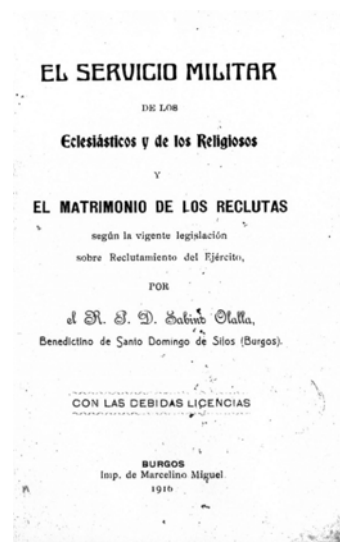 EL SERVICIO MILITAR
DE LOS
Eclesiásticos y de los Religiosos
Y
EL MATRIMONIO DE LOS RECLUTAS
según la vigente legislación
sobre Reclutamiento del Ejército,
POR
el R. P. D. Sabino Olalla,
Benedictino de Santo Domingo de Silos (Burgos).
CON LAS DEBIDAS LICENCIAS
BURGOS
Imp. de Marcelino Miguel
1916